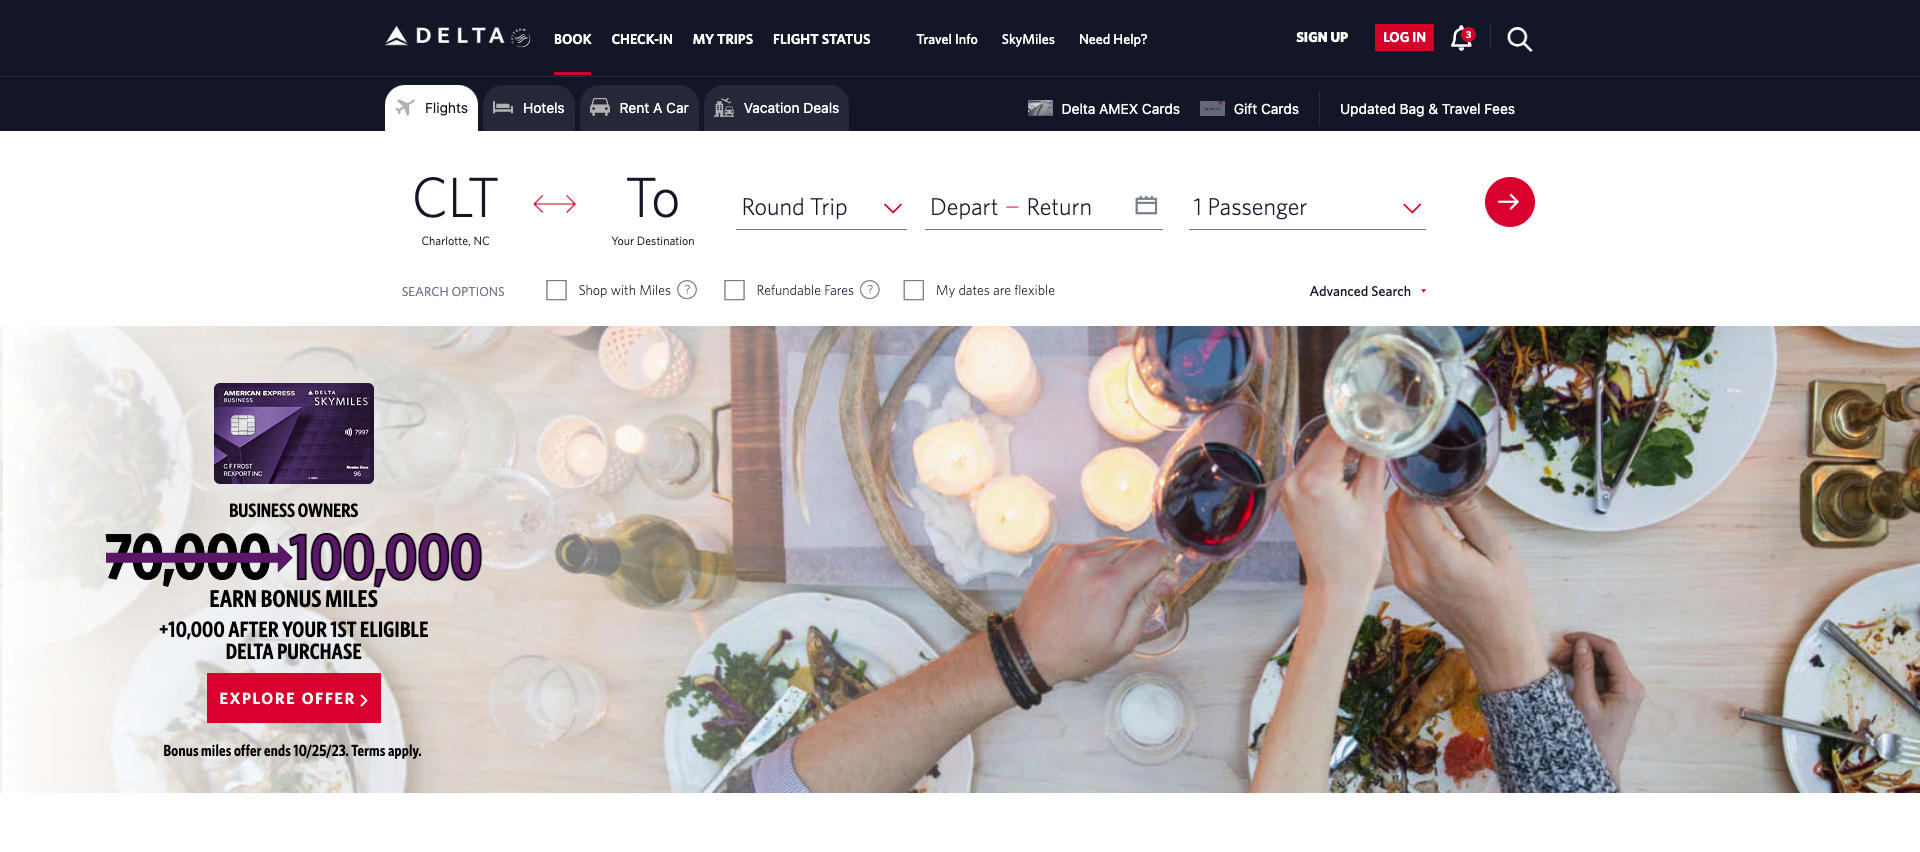 DELTA
BOOK
CHECK-IN
MY TRIPS
FLIGHT STATUS
Travel Info
SkyMiles
Need Help?
SIGN UP
LOG IN
3
Flights
Hotels
Rent A Car
Vacation Deals
Delta AMEX Cards
Gift Cards
Updated Bag & Travel Fees
CLT
Charlotte, NC
To
Your Destination
Round Trip
Depart – Return
1 Passenger
SEARCH OPTIONS
Shop with Miles ?
Refundable Fares ?
My dates are flexible
Advanced Search
AMERICAN EXPRESS
BUSINESS
DELTA
SKYMILES
7997
C F FROST
REXPORT INC
Member Since
96
BUSINESS OWNERS
70,000 100,000
EARN BONUS MILES
+10,000 AFTER YOUR 1ST ELIGIBLE
DELTA PURCHASE
EXPLORE OFFER
Bonus miles offer ends 10/25/23. Terms apply.